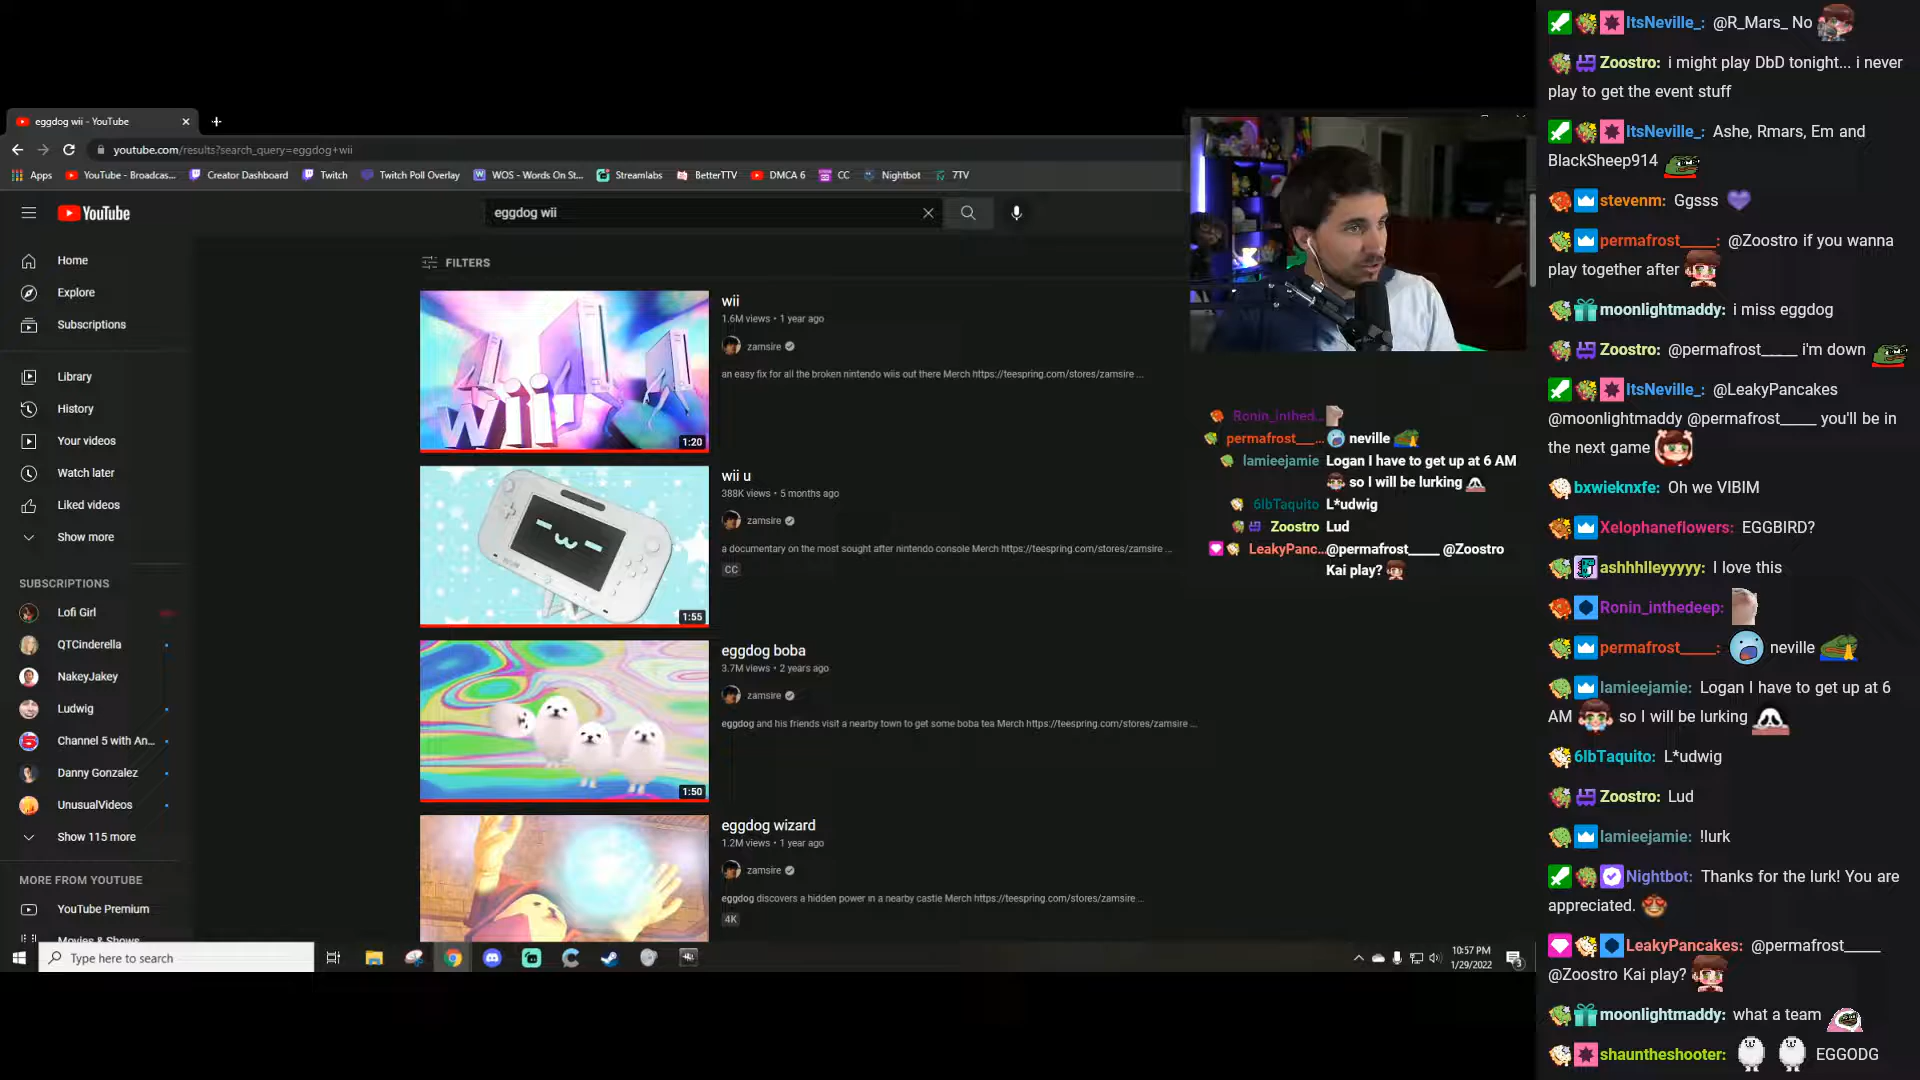 eggdog wii - YouTube
youtube.com/results?search_query=eggdog+wii
Apps
YouTube - Broadcas...
Creator Dashboard
Twitch
Twitch Poll Overlay
WOS - Words On St...
Streamlabs
BetterTTV
DMCA 6
CC
Nightbot
7TV
YouTube
eggdog wii
Home
Explore
Subscriptions
Library
History
Your videos
Watch later
Liked videos
Show more
SUBSCRIPTIONS
Lofi Girl
QTCinderella
NakeyJakey
Ludwig
Channel 5 with An...
Danny Gonzalez
UnusualVideos
Show 115 more
MORE FROM YOUTUBE
YouTube Premium
Movies & Shows
FILTERS
wii
1:20
wii
1.6M views • 1 year ago
zamsire
an easy fix for all the broken nintendo wiis out there Merch https://teespring.com/stores/zamsire ...
1:55
wii u
388K views • 5 months ago
zamsire
a documentary on the most sought after nintendo console Merch https://teespring.com/stores/zamsire ...
CC
1:50
eggdog boba
3.7M views • 2 years ago
zamsire
eggdog and his friends visit a nearby town to get some boba tea Merch https://teespring.com/stores/zamsire ...
eggdog wizard
1.2M views • 1 year ago
zamsire
eggdog discovers a hidden power in a nearby castle Merch https://teespring.com/stores/zamsire ...
4K
Ronin_inthed...
permafrost___... neville
lamieejamie Logan I have to get up at 6 AM
so I will be lurking
6lbTaquito L*udwig
Zoostro Lud
LeakyPanc... @permafrost_____ @Zoostro
Kai play?
Type here to search
10:57 PM
1/29/2022
3
ItsNeville_: @R_Mars_ No
Zoostro: i might play DbD tonight... i never
play to get the event stuff
ItsNeville_: Ashe, Rmars, Em and
BlackSheep914
stevenm: Ggsss
permafrost_____: @Zoostro if you wanna
play together after
moonlightmaddy: i miss eggdog
Zoostro: @permafrost_____ i'm down
ItsNeville_: @LeakyPancakes
@moonlightmaddy @permafrost_____ you'll be in
the next game
bxwieknxfe: Oh we VIBIM
Xelophaneflowers: EGGBIRD?
ashhhlleyyyyy: I love this
Ronin_inthedeep:
permafrost_____: neville
lamieejamie: Logan I have to get up at 6
AM so I will be lurking
6lbTaquito: L*udwig
Zoostro: Lud
lamieejamie: !lurk
Nightbot: Thanks for the lurk! You are
appreciated.
LeakyPancakes: @permafrost_____
@Zoostro Kai play?
moonlightmaddy: what a team
shauntheshooter: EGGODG